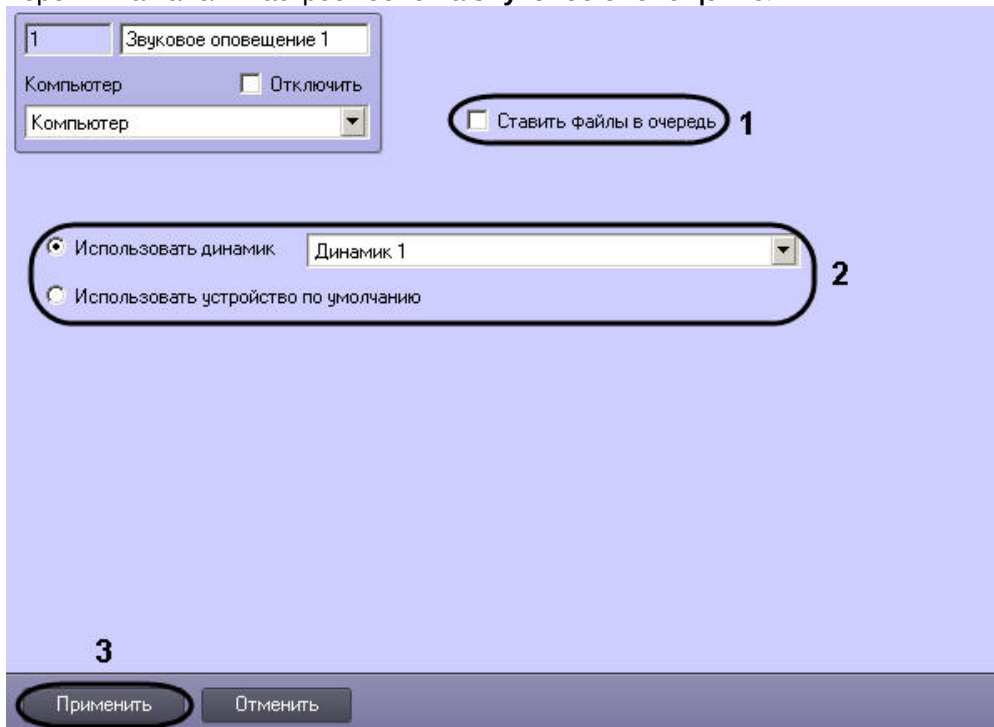 1 Звуковое оповещение 1
Компьютер Отключить
Компьютер
Ставить файлы в очередь 1
Использовать динамик Динамик 1
Использовать устройство по умолчанию
2
3
Применить Отменить